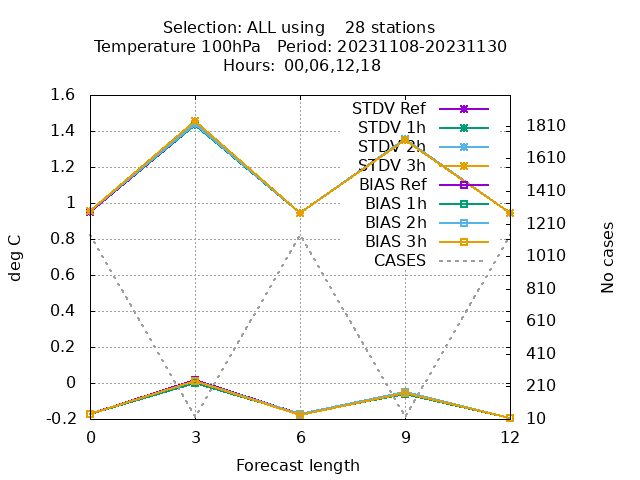 Selection: ALL using    28 stations
Temperature 100hPa   Period: 20231108-20231130
Hours: 00,06,12,18
STDV Ref
STDV 1h
STDV 2h
STDV 3h
BIAS Ref
BIAS 1h
BIAS 2h
BIAS 3h
CASES
1.6
1.4
1.2
1
0.8
0.6
0.4
0.2
0
-0.2
deg C
1810
1610
1410
1210
1010
810
610
410
210
10
No cases
0 3 6 9 12
Forecast length